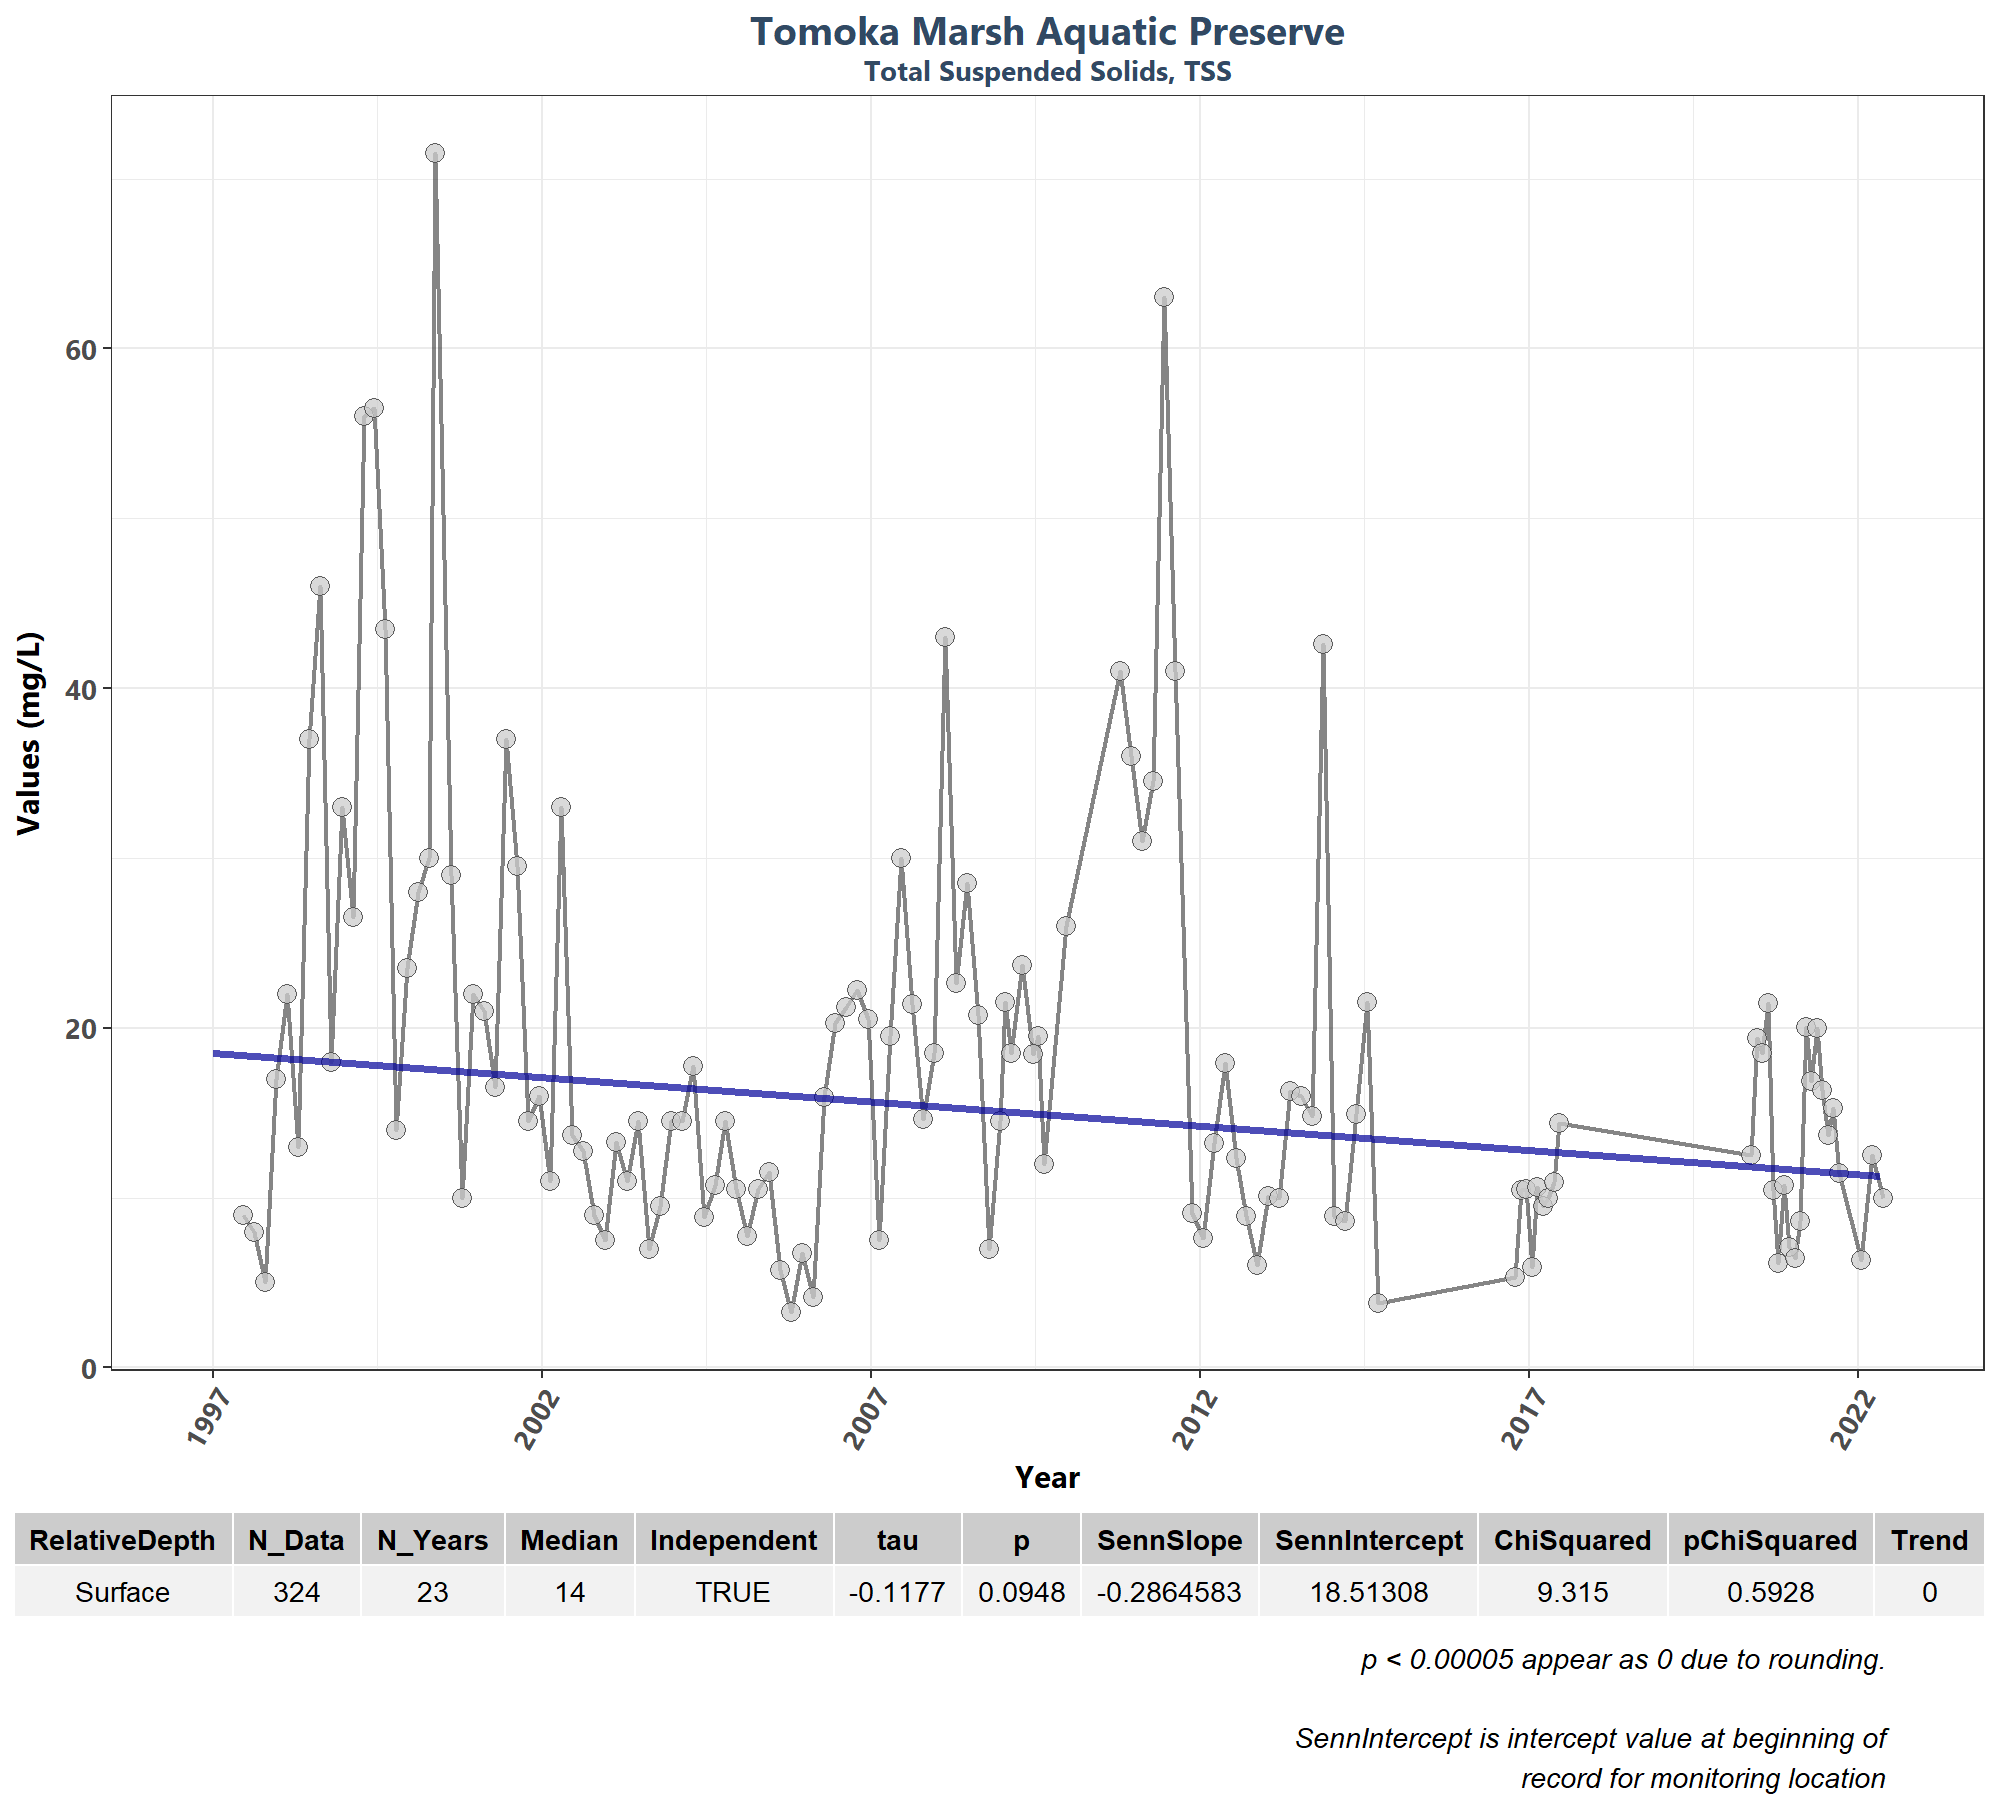 Tomoka Marsh Aquatic Preserve
Total Suspended Solids, TSS
Values (mg/L)
60
40
20
0
1997
2002
2007
2012
2017
2022
Year
RelativeDepth N_Data N_Years Median Independent tau p SennSlope SennIntercept ChiSquared pChiSquared Trend
Surface 324 23 14 TRUE -0.1177 0.0948 -0.2864583 18.51308 9.315 0.5928 0
p < 0.00005 appear as 0 due to rounding.
SennIntercept is intercept value at beginning of
record for monitoring location